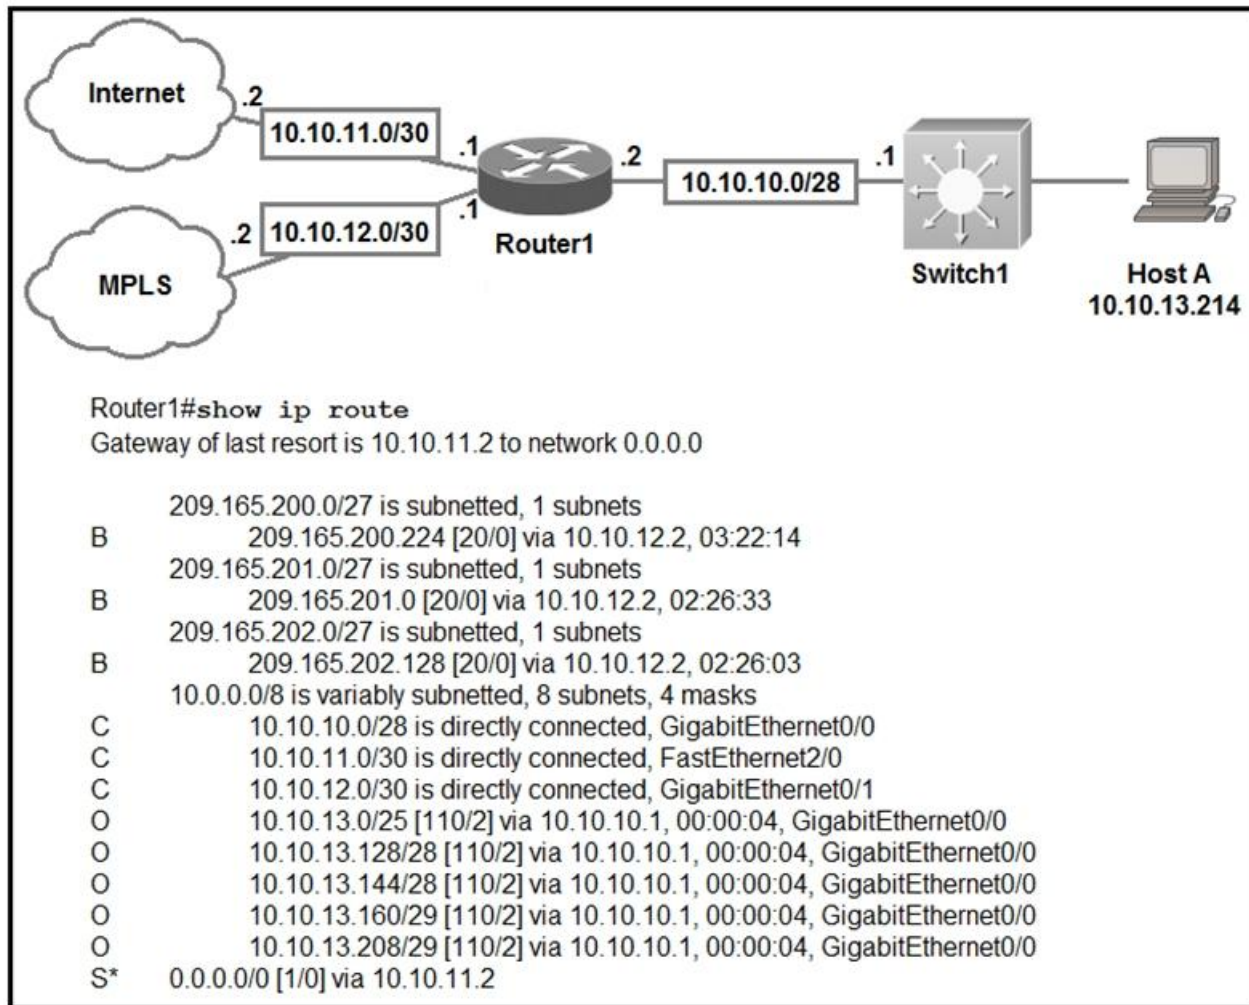 Internet
.2
10.10.11.0/30
.1
.2
10.10.10.0/28
.1
.1
.2
10.10.12.0/30
Router1
MPLS
Switch1
Host A
10.10.13.214
Router1#show ip route
Gateway of last resort is 10.10.11.2 to network 0.0.0.0
209.165.200.0/27 is subnetted, 1 subnets
B 209.165.200.224 [20/0] via 10.10.12.2, 03:22:14
209.165.201.0/27 is subnetted, 1 subnets
B 209.165.201.0 [20/0] via 10.10.12.2, 02:26:33
209.165.202.0/27 is subnetted, 1 subnets
B 209.165.202.128 [20/0] via 10.10.12.2, 02:26:03
10.0.0.0/8 is variably subnetted, 8 subnets, 4 masks
C 10.10.10.0/28 is directly connected, GigabitEthernet0/0
C 10.10.11.0/30 is directly connected, FastEthernet2/0
C 10.10.12.0/30 is directly connected, GigabitEthernet0/1
O 10.10.13.0/25 [110/2] via 10.10.10.1, 00:00:04, GigabitEthernet0/0
O 10.10.13.128/28 [110/2] via 10.10.10.1, 00:00:04, GigabitEthernet0/0
O 10.10.13.144/28 [110/2] via 10.10.10.1, 00:00:04, GigabitEthernet0/0
O 10.10.13.160/29 [110/2] via 10.10.10.1, 00:00:04, GigabitEthernet0/0
O 10.10.13.208/29 [110/2] via 10.10.10.1, 00:00:04, GigabitEthernet0/0
S* 0.0.0.0/0 [1/0] via 10.10.11.2